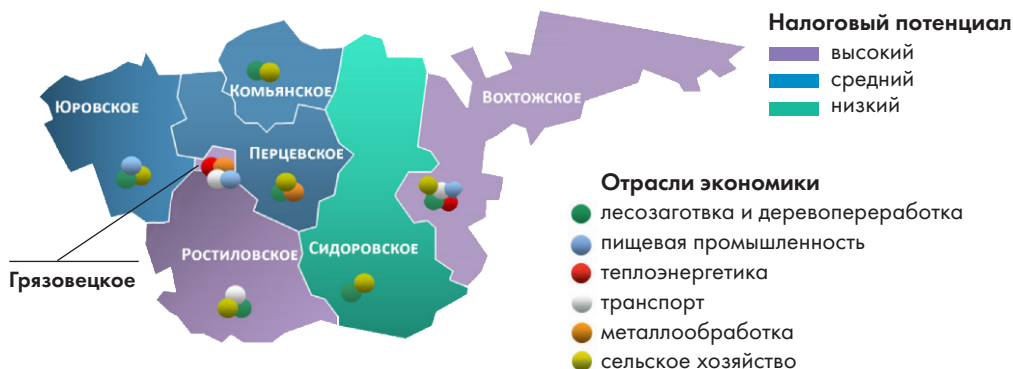 Налоговый потенциал
высокий
средний
низкий
Комьянское
Юровское
Вохтожское
Перцевское
Ростиловское
Сидоровское
Грязовецкое
Отрасли экономики
лесозаготвка и деревопереработка
пищевая промышленность
теплоэнергетика
транспорт
металлообработка
сельское хозяйство